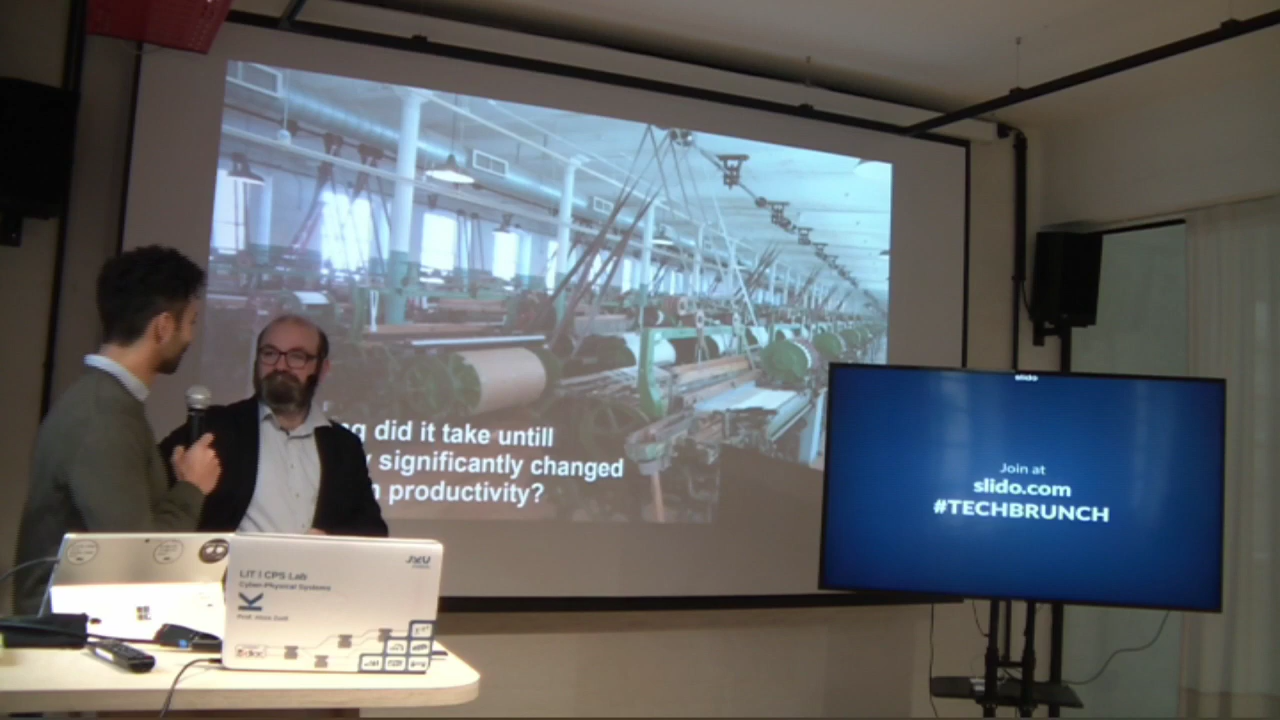 did it take untill
significantly changed
productivity?
slido
Join at
slido.com
#TECHBRUNCH
JKU
LIT | CPS Lab
Cyber-Physical Systems
K